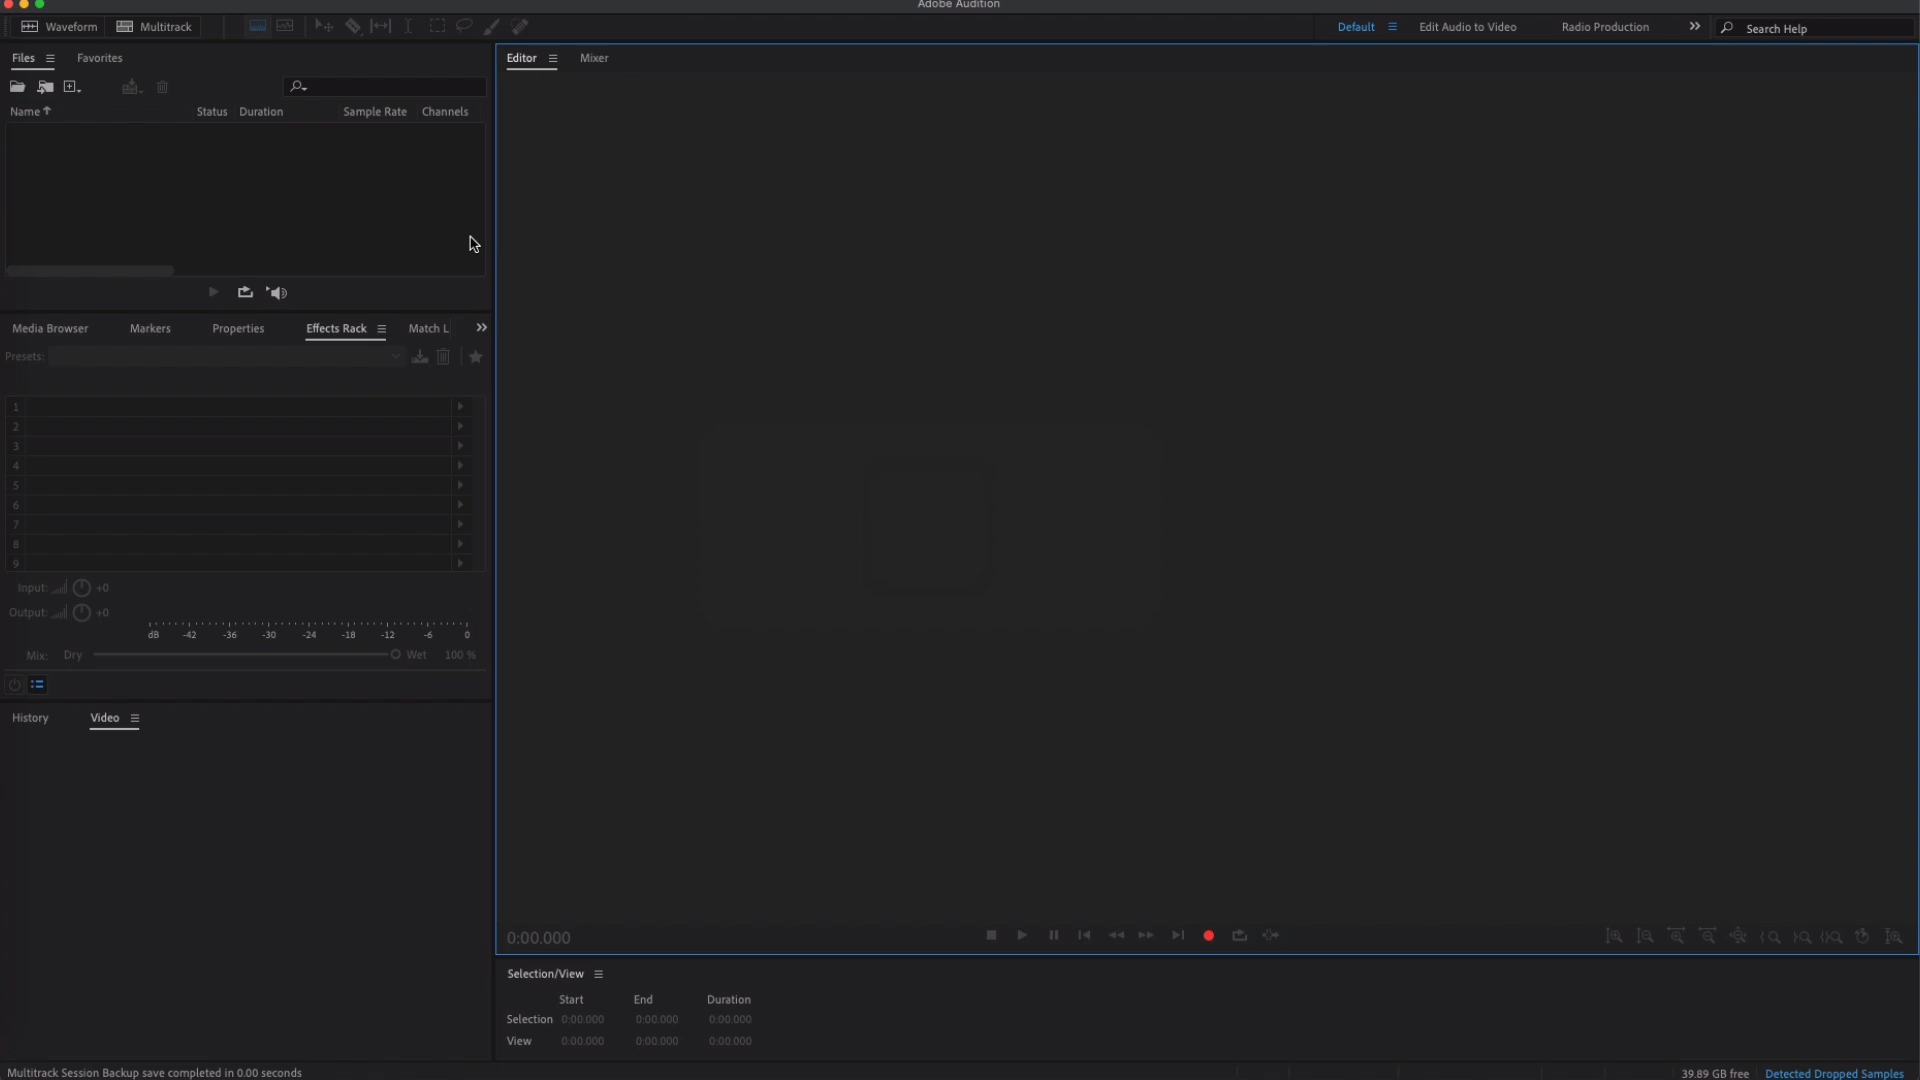 Adobe Audition
Waveform Multitrack Default Edit Audio to Video Radio Production Search Help
Files Favorites
Name Status Duration Sample Rate Channels
Editor Mixer
Media Browser Markers Properties Effects Rack Match L
Presets:
1
2
3
4
5
6
7
8
9
Input: +0
Output: +0
dB -42 -36 -30 -24 -18 -12 -6 0
Mix: Dry Wet 100 %
History Video
0:00.000
Selection/View
Start End Duration
Selection 0:00.000 0:00.000 0:00.000
View 0:00.000 0:00.000 0:00.000
Multitrack Session Backup save completed in 0.00 seconds 39.89 GB free Detected Dropped Samples